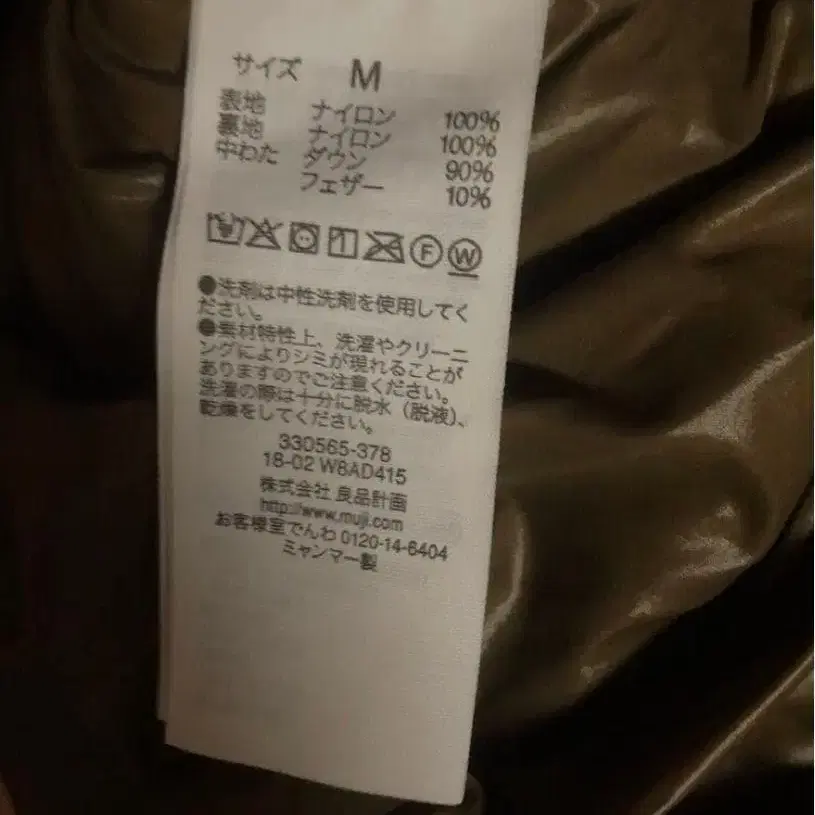 サイズ M
表地 ナイロン 100%
裏地 ナイロン 100%
中わた ダウン 90%
フェザー 10%
F W
●洗剤は中性洗剤を使用してく
ださい。
●素材特性上、洗濯やクリーニ
ングによりシミが現れることが
ありますのでご注意ください。
洗濯の際は十分に脱水（脱液）、
乾燥をしてください。
330565-378
18-02 W8AD415
株式会社 良品計画
http://www.muji.com
お客様室でんわ 0120-14-6404
ミャンマー製